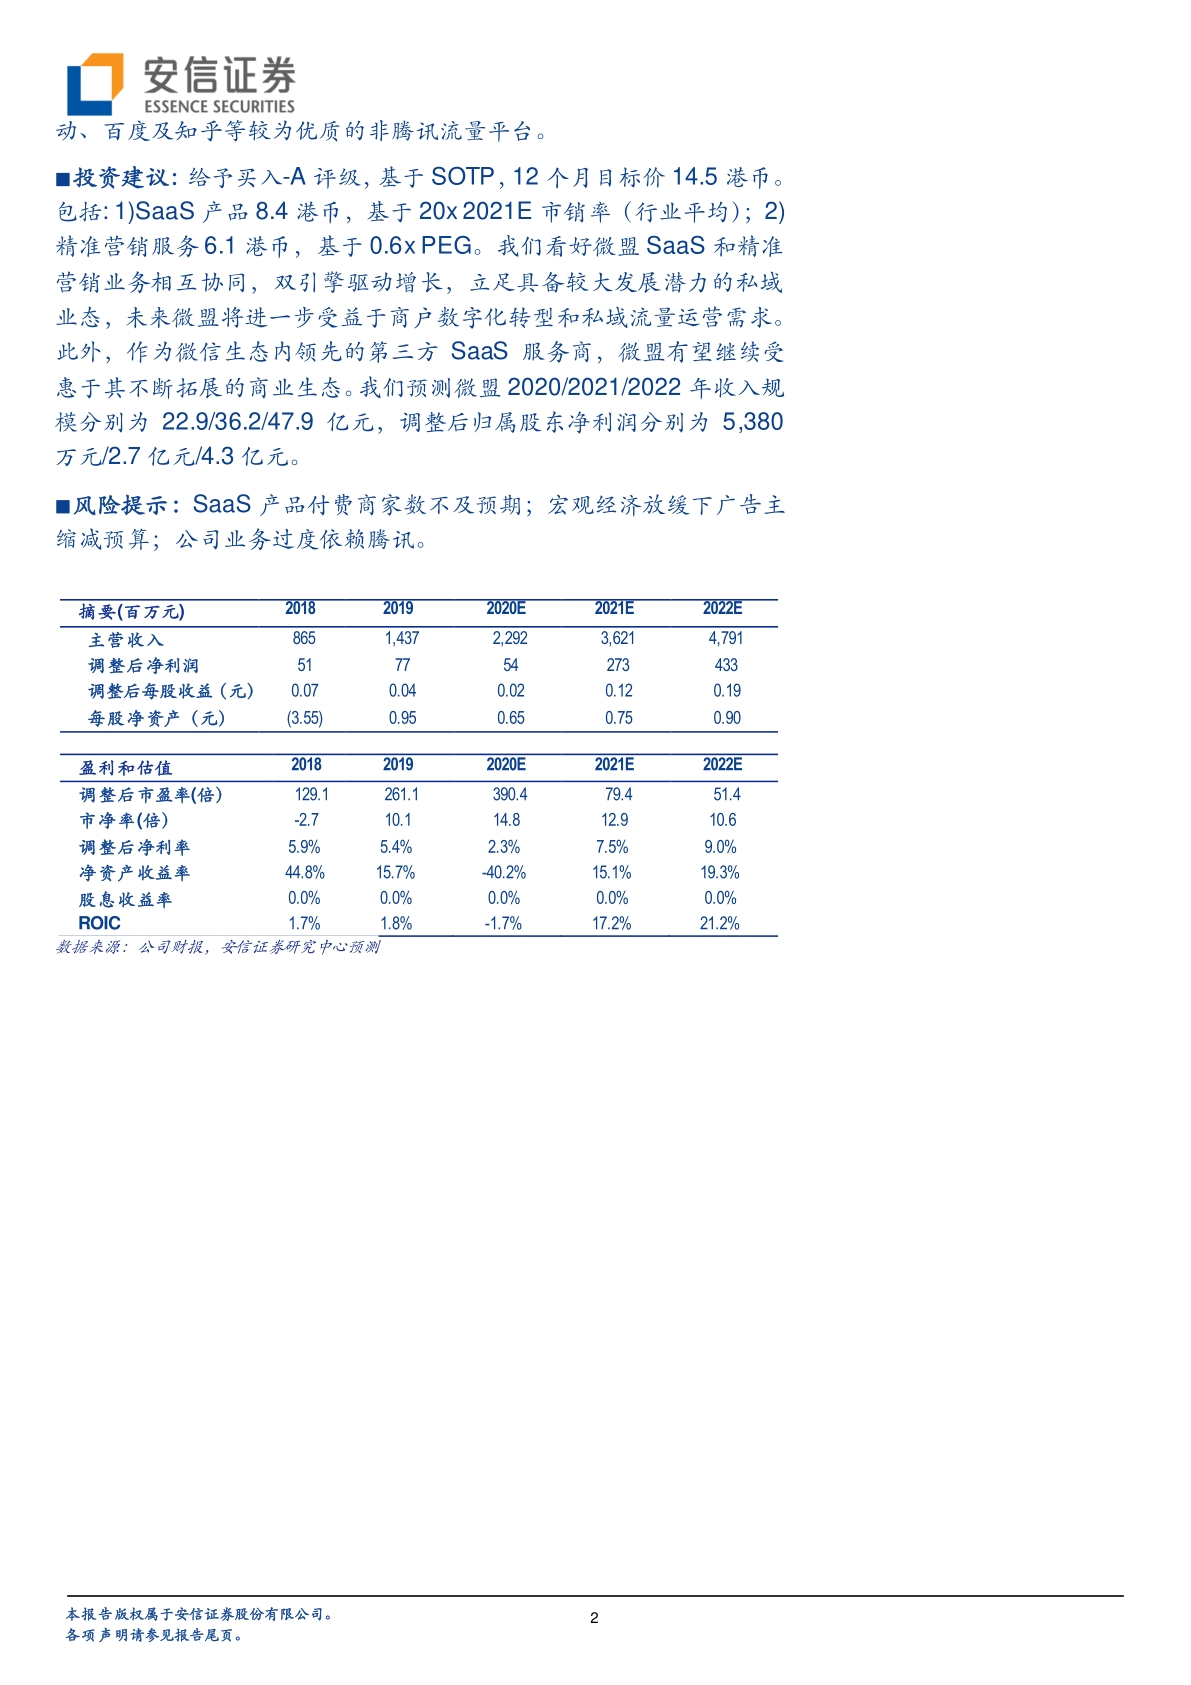 安信证券
ESSENCE SECURITIES
动、百度及知乎等较为优质的非腾讯流量平台。
■投资建议：给予买入-A 评级，基于 SOTP，12 个月目标价 14.5 港币。
包括: 1)SaaS 产品 8.4 港币，基于 20x 2021E 市销率（行业平均）；2)
精准营销服务 6.1 港币，基于 0.6x PEG。我们看好微盟 SaaS 和精准
营销业务相互协同，双引擎驱动增长，立足具备较大发展潜力的私域
业态，未来微盟将进一步受益于商户数字化转型和私域流量运营需求。
此外，作为微信生态内领先的第三方 SaaS 服务商，微盟有望继续受
惠于其不断拓展的商业生态。我们预测微盟 2020/2021/2022 年收入规
模分别为 22.9/36.2/47.9 亿元，调整后归属股东净利润分别为 5,380
万元/2.7 亿元/4.3 亿元。
■风险提示：SaaS 产品付费商家数不及预期；宏观经济放缓下广告主
缩减预算；公司业务过度依赖腾讯。
摘要(百万元) 2018 2019 2020E 2021E 2022E
主营收入 865 1,437 2,292 3,621 4,791
调整后净利润 51 77 54 273 433
调整后每股收益（元） 0.07 0.04 0.02 0.12 0.19
每股净资产（元） (3.55) 0.95 0.65 0.75 0.90
盈利和估值 2018 2019 2020E 2021E 2022E
调整后市盈率(倍） 129.1 261.1 390.4 79.4 51.4
市净率(倍） -2.7 10.1 14.8 12.9 10.6
调整后净利率 5.9% 5.4% 2.3% 7.5% 9.0%
净资产收益率 44.8% 15.7% -40.2% 15.1% 19.3%
股息收益率 0.0% 0.0% 0.0% 0.0% 0.0%
ROIC 1.7% 1.8% -1.7% 17.2% 21.2%
数据来源：公司财报，安信证券研究中心预测
本报告版权属于安信证券股份有限公司。
2
各项声明请参见报告尾页。